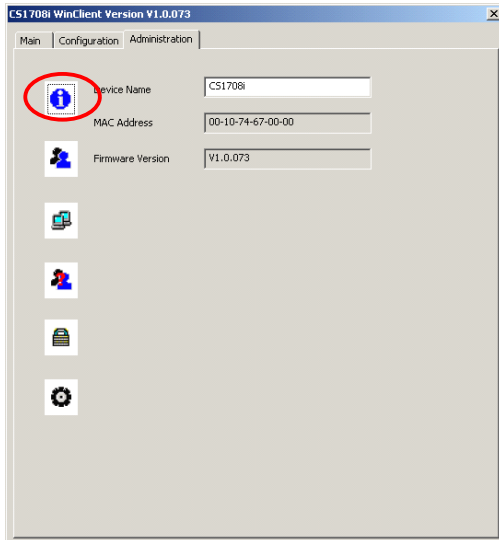 CS1708i WinClient Version V1.0.073
Main Configuration Administration
Device Name CS1708i
MAC Address 00-10-74-67-00-00
Firmware Version V1.0.073